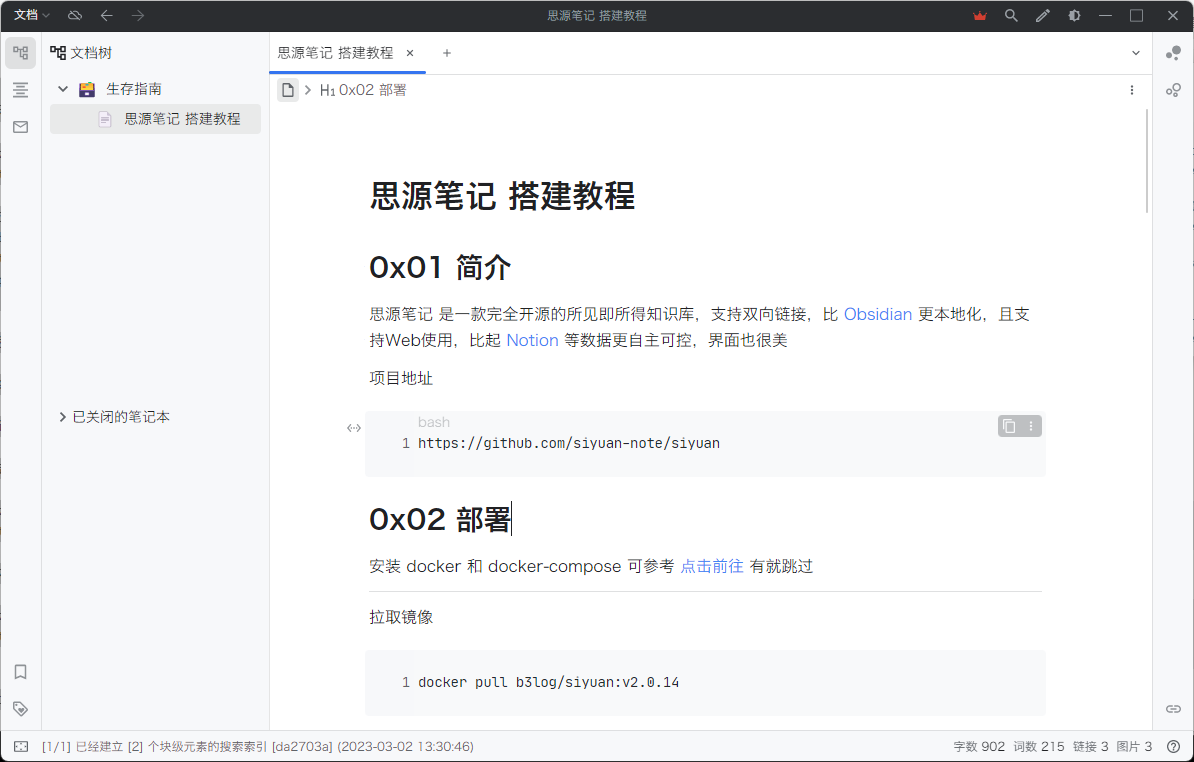 文档
思源笔记 搭建教程
文档树
生存指南
思源笔记 搭建教程
已关闭的笔记本
思源笔记 搭建教程
H1 0x02 部署
思源笔记 搭建教程
0x01 简介
思源笔记 是一款完全开源的所见即所得知识库，支持双向链接，比 Obsidian 更本地化，且支
持Web使用，比起 Notion 等数据更自主可控，界面也很美
项目地址
bash
1 https://github.com/siyuan-note/siyuan
0x02 部署
安装 docker 和 docker-compose 可参考 点击前往 有就跳过
拉取镜像
1 docker pull b3log/siyuan:v2.0.14
[1/1] 已经建立 [2] 个块级元素的搜索索引 [da2703a] (2023-03-02 13:30:46)
字数 902 词数 215 链接 3 图片 3